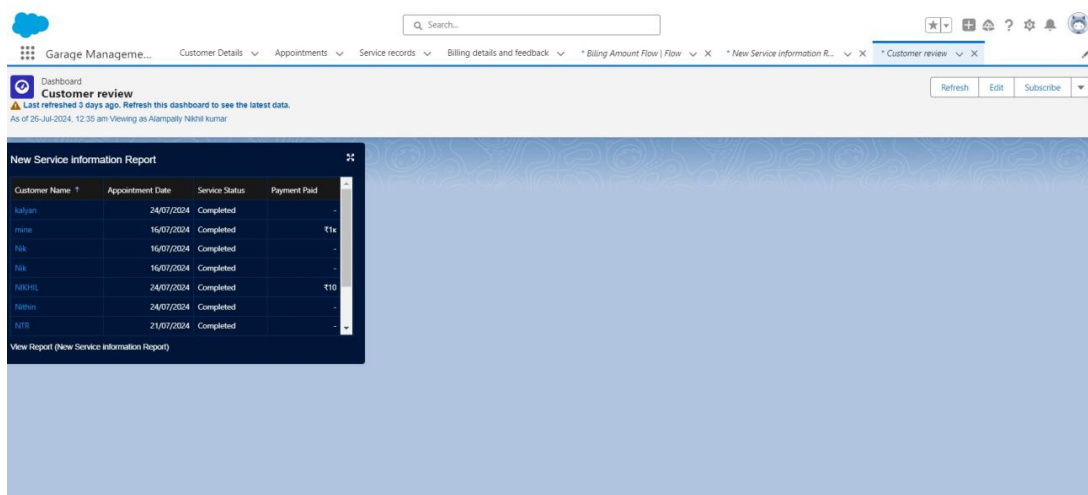 Search...
Garage Manageme... Customer Details Appointments Service records Billing details and feedback * Biling Amount Flow | Flow * New Service information R... * Customer review
Dashboard
Customer review
Last refreshed 3 days ago. Refresh this dashboard to see the latest data.
As of 26-Jul-2024, 12:35 am·Viewing as Alampally Nikhil kumar
Refresh Edit Subscribe
New Service information Report
Customer Name ↑ Appointment Date Service Status Payment Paid
kalyan 24/07/2024 Completed -
mine 16/07/2024 Completed ₹1k
Nik 16/07/2024 Completed -
Nik 16/07/2024 Completed -
NIKHIL 24/07/2024 Completed ₹10
Nithin 24/07/2024 Completed -
NTR 21/07/2024 Completed -
View Report (New Service information Report)